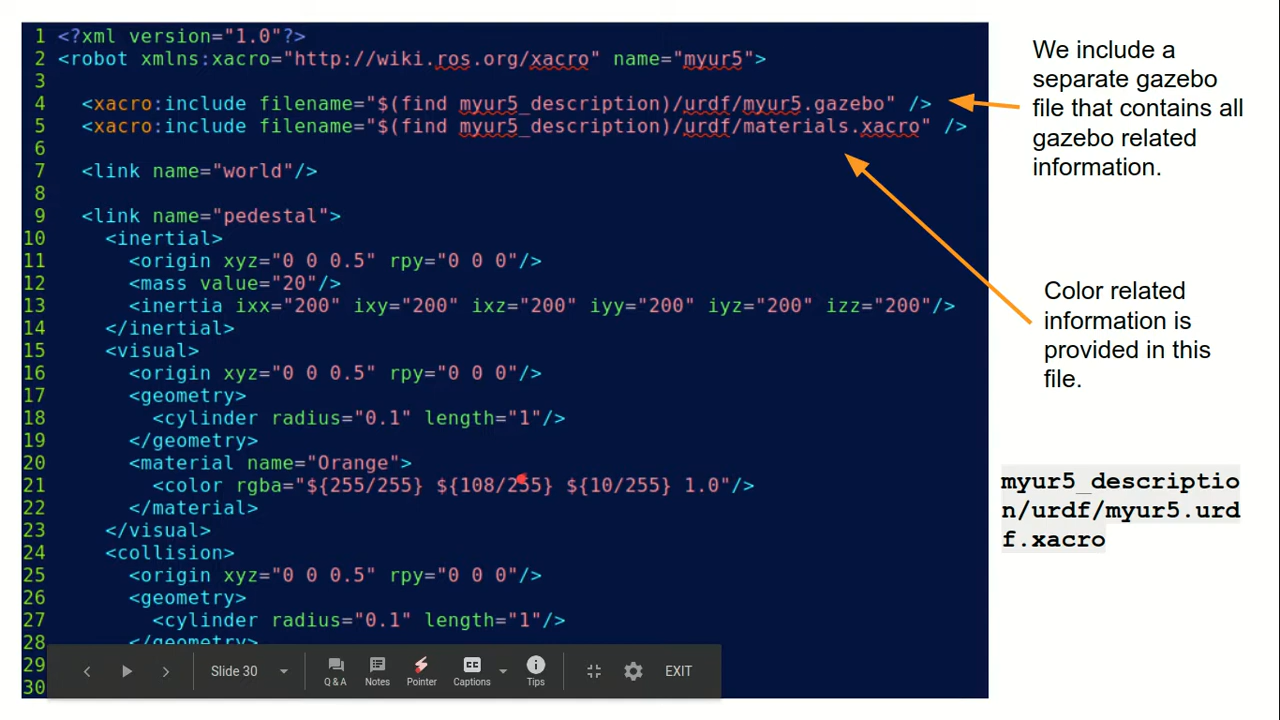 1 <?xml version="1.0"?>
2 <robot xmlns:xacro="http://wiki.ros.org/xacro" name="myur5">
3
4 <xacro:include filename="$(find myur5_description)/urdf/myur5.gazebo" />
5 <xacro:include filename="$(find myur5_description)/urdf/materials.xacro" />
6
7 <link name="world"/>
8
9 <link name="pedestal">
10 <inertial>
11 <origin xyz="0 0 0.5" rpy="0 0 0"/>
12 <mass value="20"/>
13 <inertia ixx="200" ixy="200" ixz="200" iyy="200" iyz="200" izz="200"/>
14 </inertial>
15 <visual>
16 <origin xyz="0 0 0.5" rpy="0 0 0"/>
17 <geometry>
18 <cylinder radius="0.1" length="1"/>
19 </geometry>
20 <material name="Orange">
21 <color rgba="${255/255} ${108/255} ${10/255} 1.0"/>
22 </material>
23 </visual>
24 <collision>
25 <origin xyz="0 0 0.5" rpy="0 0 0"/>
26 <geometry>
27 <cylinder radius="0.1" length="1"/>
28 </geometry>
29
30
We include a
separate gazebo
file that contains all
gazebo related
information.
Color related
information is
provided in this
file.
myur5_descriptio
n/urdf/myur5.urd
f.xacro
Slide 30
Q & A
Notes
Pointer
CC
Captions
Tips
EXIT